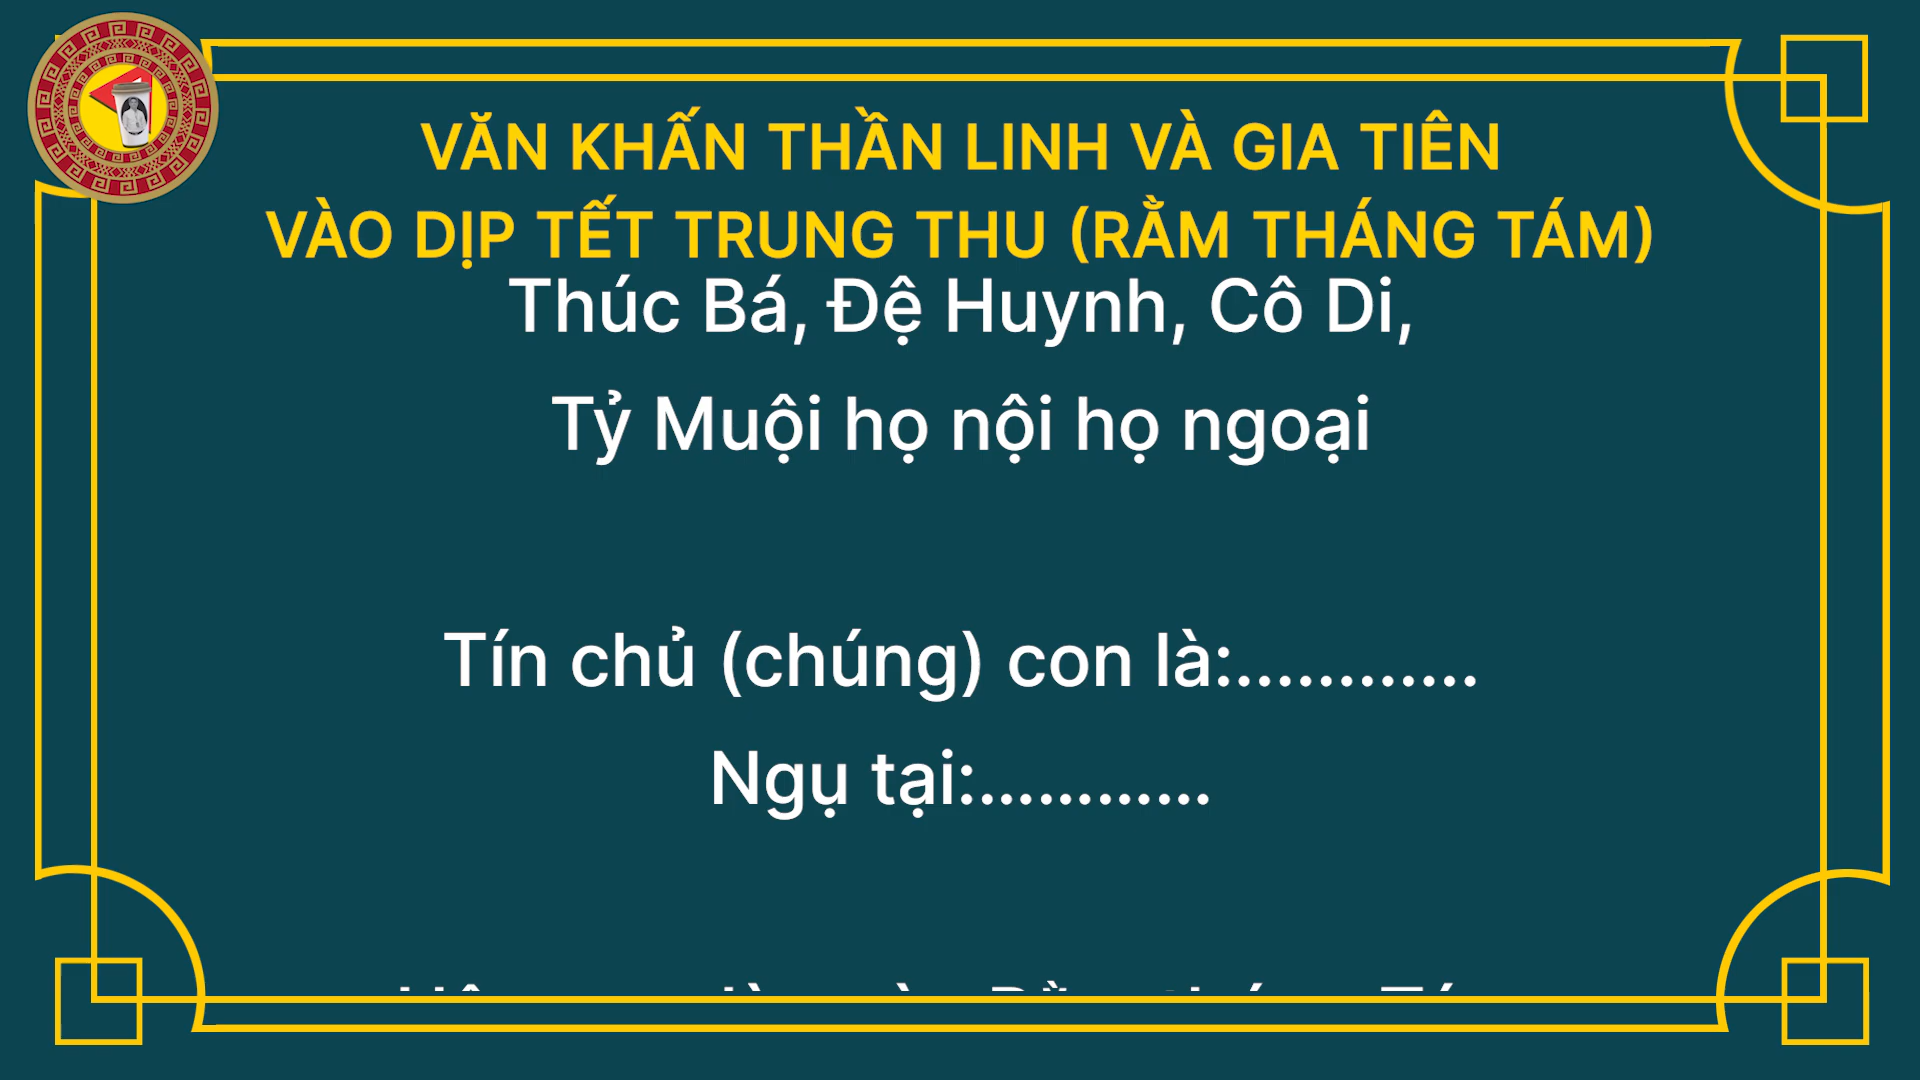 VĂN KHẤN THẦN LINH VÀ GIA TIÊN
VÀO DỊP TẾT TRUNG THU (RẰM THÁNG TÁM)
Thúc Bá, Đệ Huynh, Cô Di,
Tỷ Muội họ nội họ ngoại
Tín chủ (chúng) con là:............
Ngụ tại:............